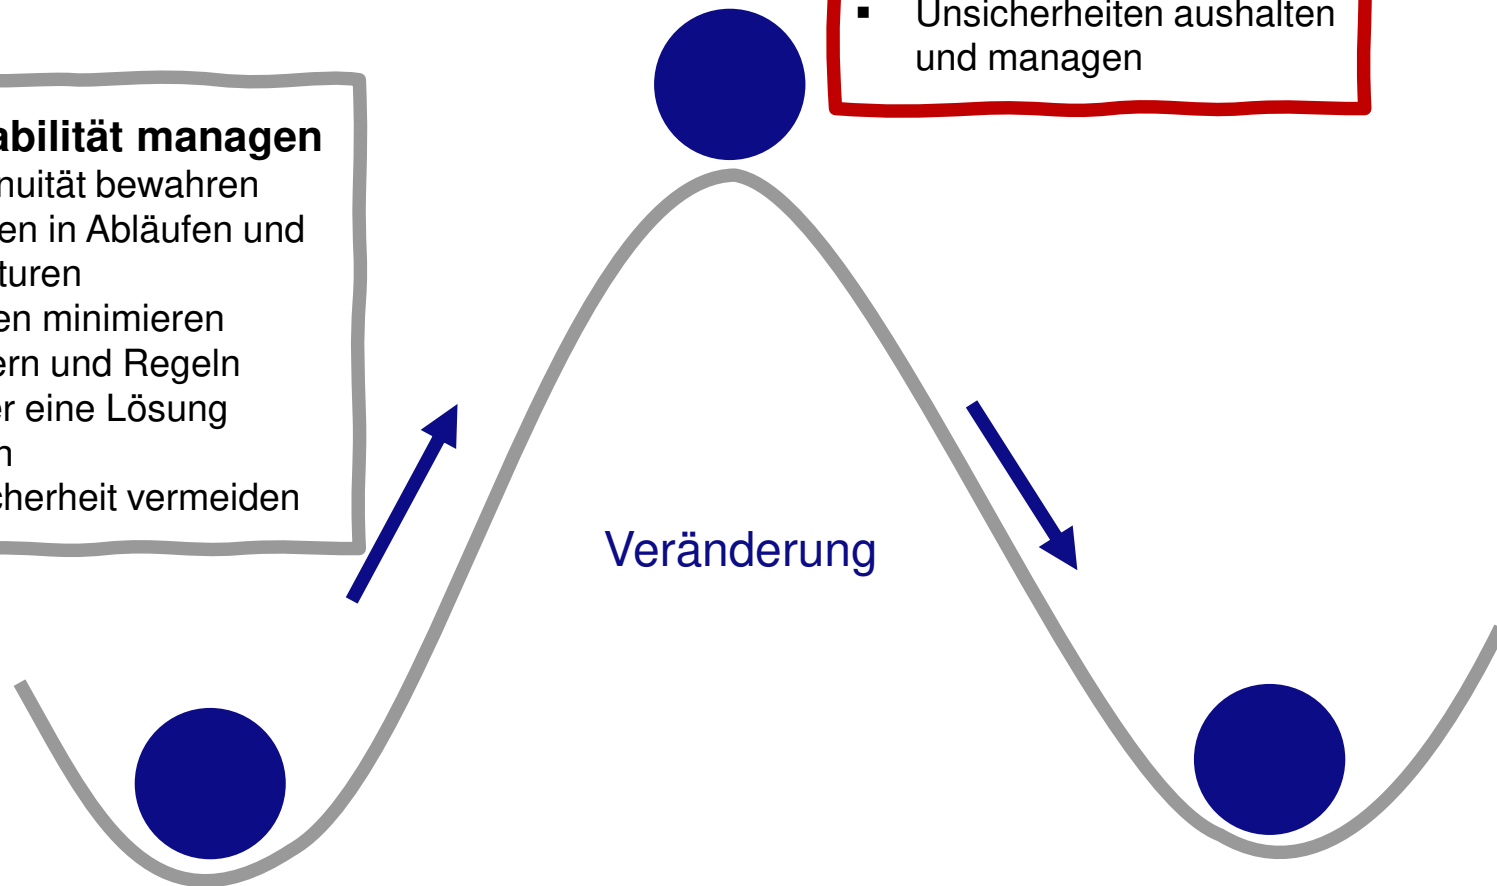 Unsicherheiten aushalten
und managen
abilität managen
nuität bewahren
en in Abläufen und
turen
en minimieren
ern und Regeln
er eine Lösung
n
cherheit vermeiden
Veränderung